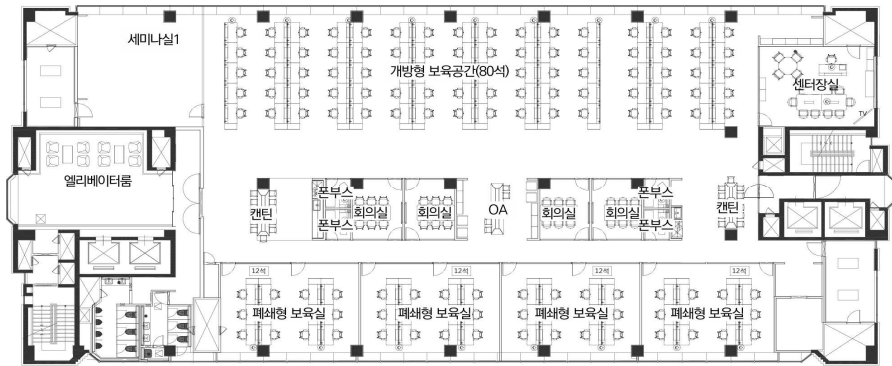 세미나실1
개방형 보육공간(80석)
센터장실
TV
엘리베이터룸
캔틴
폰부스
폰부스
회의실
회의실
OA
회의실
회의실
폰부스
폰부스
캔틴
12석
12석
12석
12석
폐쇄형 보육실
폐쇄형 보육실
폐쇄형 보육실
폐쇄형 보육실